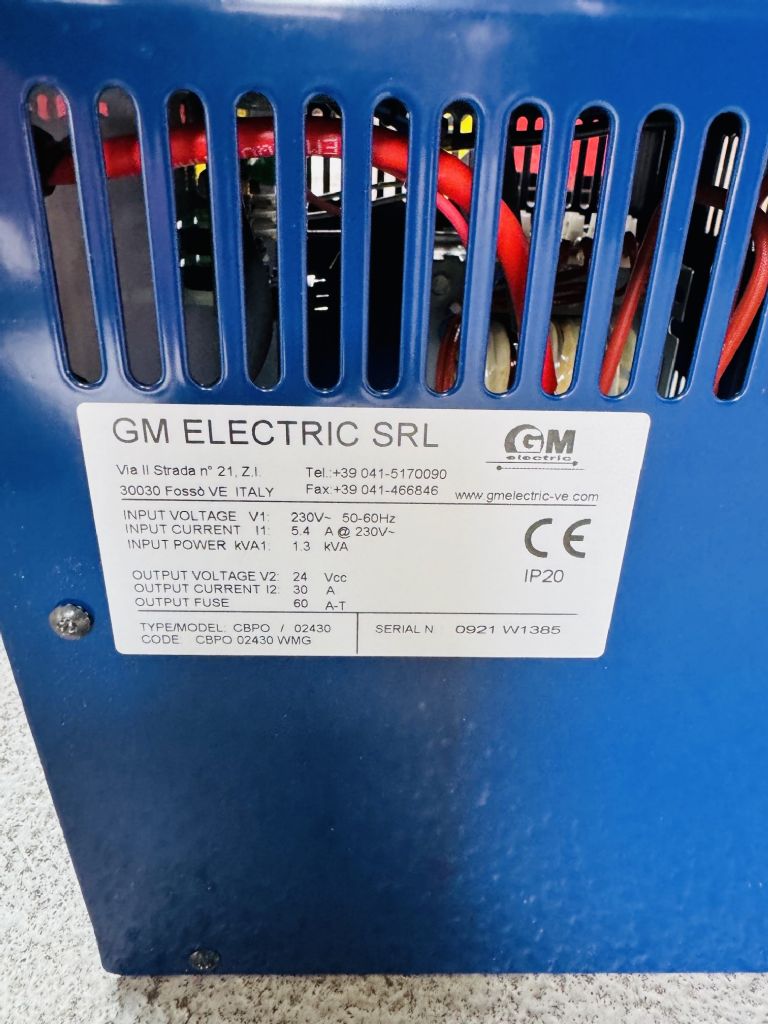 GM ELECTRIC SRL
GM
electric
Via II Strada n° 21, Z.I.
30030 Fossò VE ITALY
Tel.:+39 041-5170090
Fax:+39 041-466846
www.gmelectric-ve.com
INPUT VOLTAGE V1: 230V~ 50-60Hz
INPUT CURRENT I1: 5.4 A @ 230V~
INPUT POWER kVA1: 1.3 kVA
CE
IP20
OUTPUT VOLTAGE V2: 24 Vcc
OUTPUT CURRENT I2: 30 A
OUTPUT FUSE 60 A-T
TYPE/MODEL: CBPO / 02430
CODE CBPO 02430 WMG
SERIAL N 0921 W1385